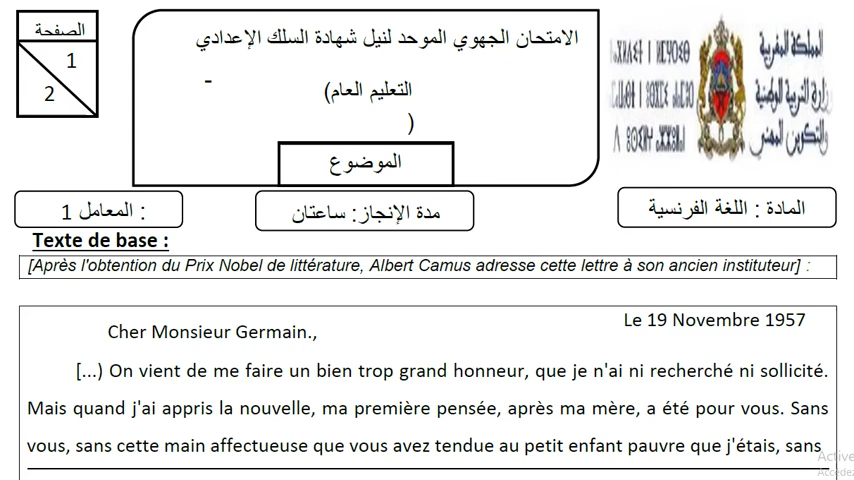 الصفحة
1
2
الامتحان الجهوي الموحد لنيل شهادة السلك الإعدادي
-
التعليم العام)
(
الموضوع
المملكة المغربية
وزارة التربية الوطنية
والتكوين المهني
المادة : اللغة الفرنسية
مدة الإنجاز: ساعتان
المعامل 1 :
Texte de base :
[Après l'obtention du Prix Nobel de littérature, Albert Camus adresse cette lettre à son ancien instituteur] :
Le 19 Novembre 1957
Cher Monsieur Germain.,
[...) On vient de me faire un bien trop grand honneur, que je n'ai ni recherché ni sollicité.
Mais quand j'ai appris la nouvelle, ma première pensée, après ma mère, a été pour vous. Sans
vous, sans cette main affectueuse que vous avez tendue au petit enfant pauvre que j'étais, sans